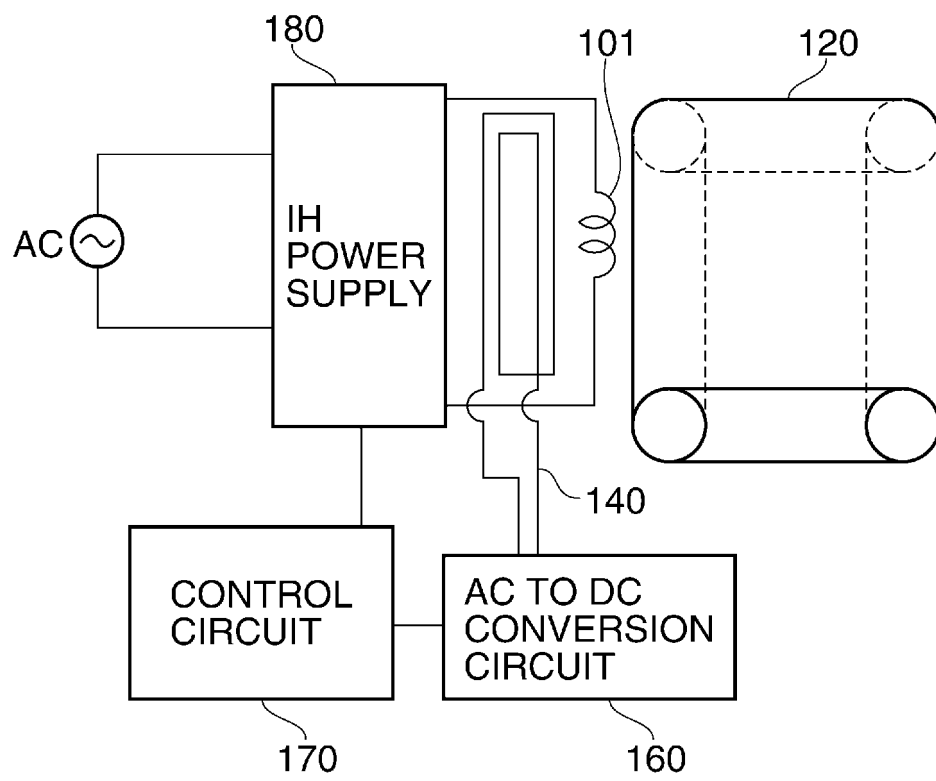 180
101
120
AC
IH
POWER
SUPPLY
140
CONTROL
CIRCUIT
AC TO DC
CONVERSION
CIRCUIT
170
160